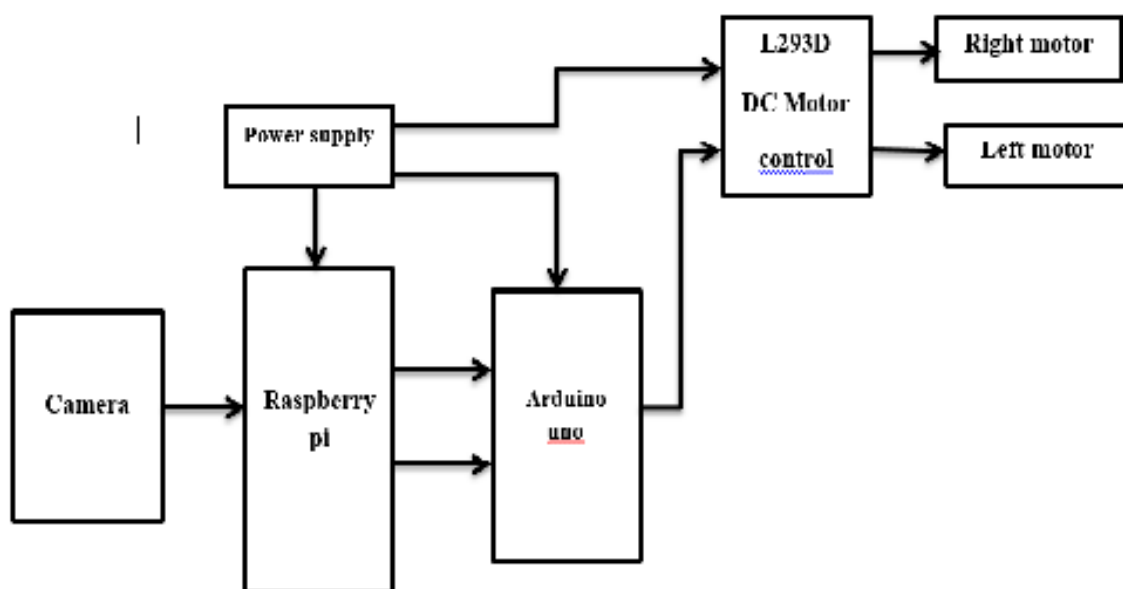 L293D
DC Motor
control
Right motor
Left motor
Power supply
Camera
Raspberry
pi
Arduino
uno